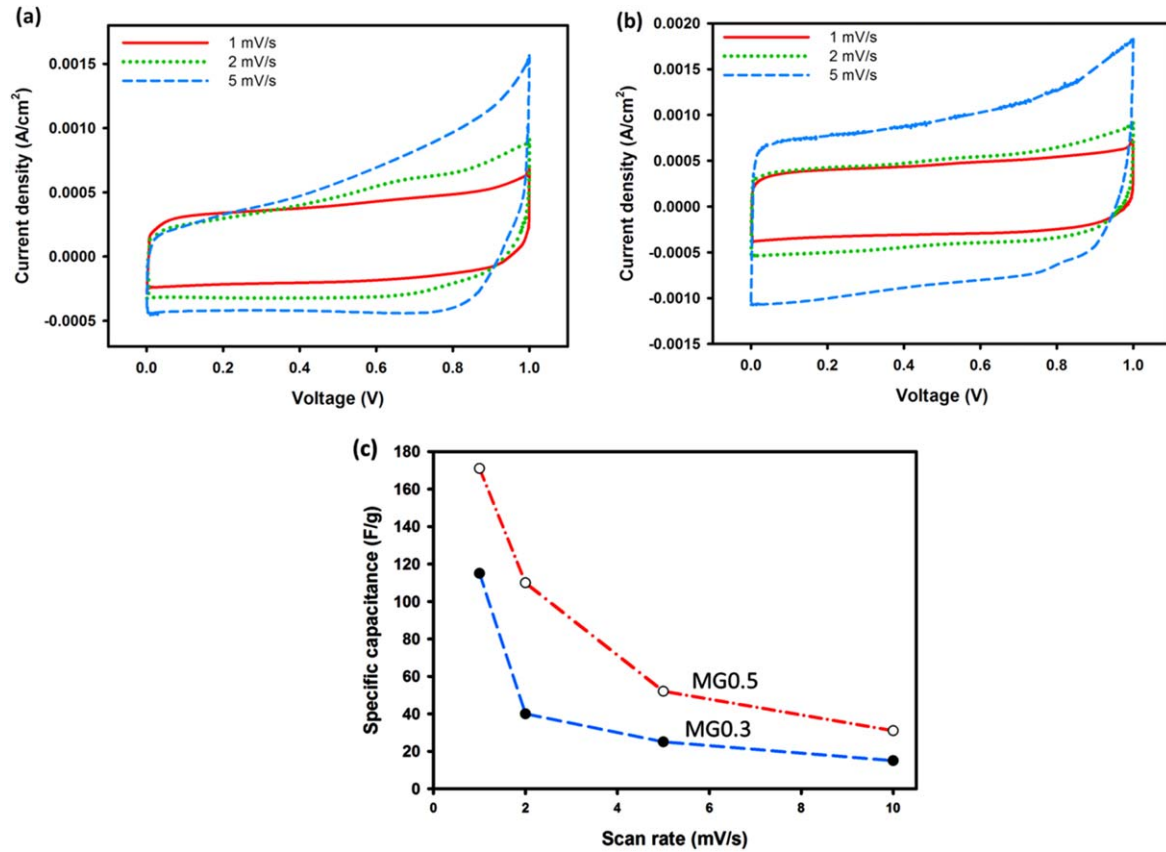 (a)
1 mV/s
2 mV/s
5 mV/s
Current density (A/cm²)
0.0015
0.0010
0.0005
0.0000
-0.0005
0.0 0.2 0.4 0.6 0.8 1.0
Voltage (V)
(b)
1 mV/s
2 mV/s
5 mV/s
Current density (A/cm²)
0.0020
0.0015
0.0010
0.0005
0.0000
-0.0005
-0.0010
-0.0015
0.0 0.2 0.4 0.6 0.8 1.0
Voltage (V)
(c)
Specific capacitance (F/g)
180
160
140
120
100
80
60
40
20
0
MG0.5
MG0.3
0 2 4 6 8 10
Scan rate (mV/s)